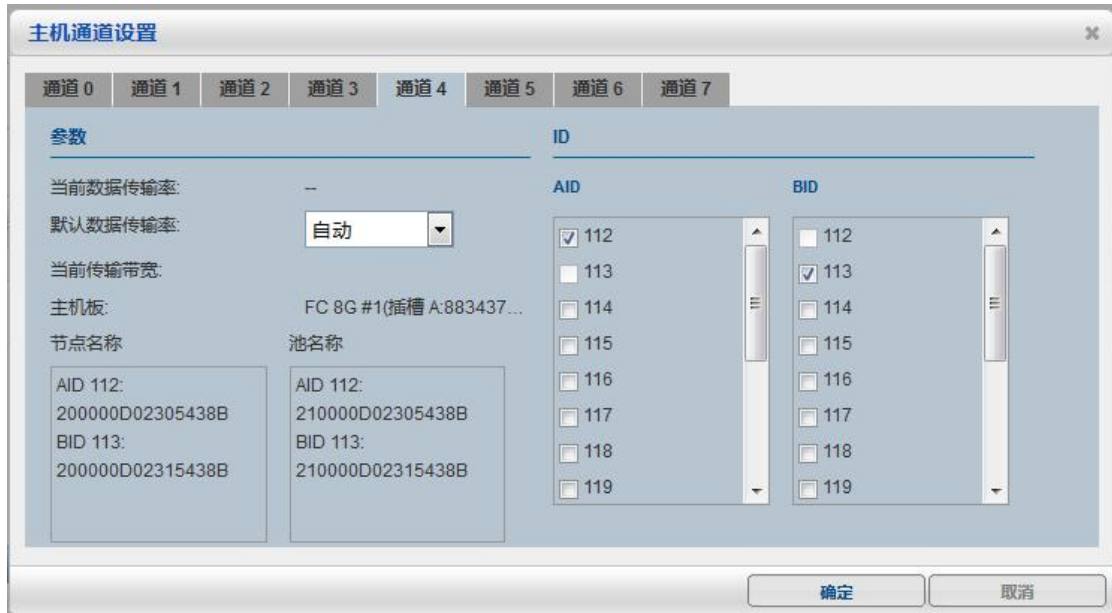 主机通道设置
通道 0 通道 1 通道 2 通道 3 通道 4 通道 5 通道 6 通道 7
参数
当前数据传输率: --
默认数据传输率: 自动
当前传输带宽:
主机板: FC 8G #1(插槽 A:883437...
节点名称 池名称
AID 112:
200000D02305438B
BID 113:
200000D02315438B
AID 112:
210000D02305438B
BID 113:
210000D02315438B
ID
AID
112
113
114
115
116
117
118
119
BID
112
113
114
115
116
117
118
119
确定 取消